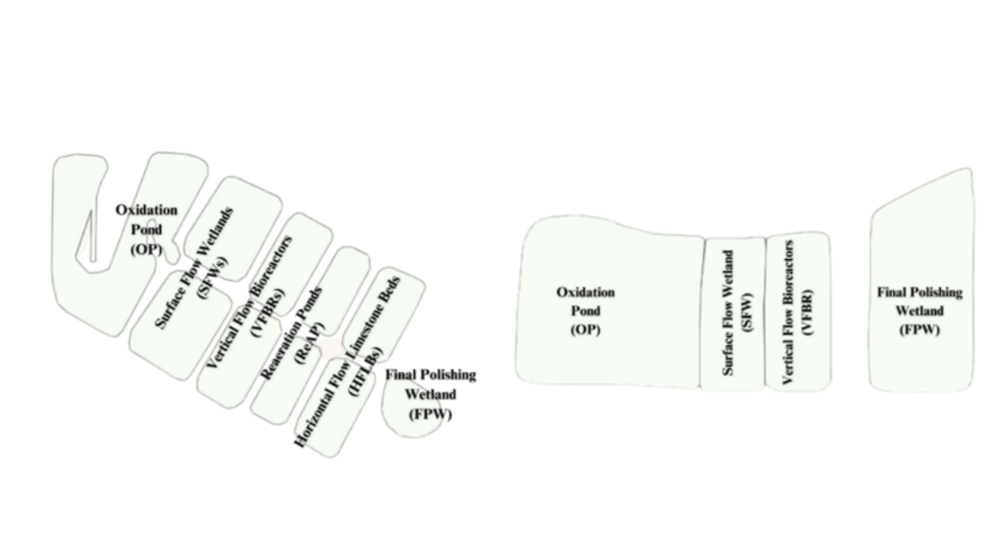 Oxidation
Pond
(OP)
Surface Flow Wetlands
(SFWs)
Vertical Flow Bioreactors
(VFBRs)
Reaeration Ponds
(ReAP)
Horizontal Flow Limestone Beds
(HFLBs)
Final Polishing
Wetland
(FPW)
Oxidation
Pond
(OP)
Surface Flow Wetland
(SFW)
Vertical Flow Bioreactors
(VFBR)
Final Polishing
Wetland
(FPW)